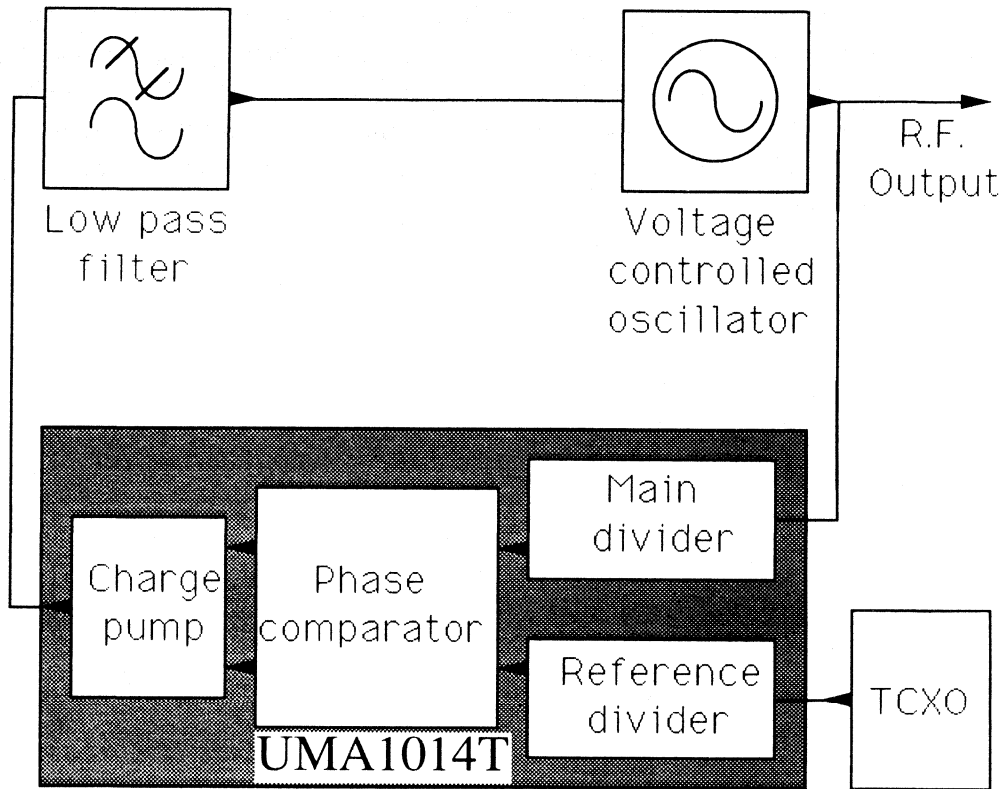 Low pass
filter
Voltage
controlled
oscillator
R.F.
Output
Main
divider
Charge
pump
Phase
comparator
Reference
divider
TCXO
UMA1014T